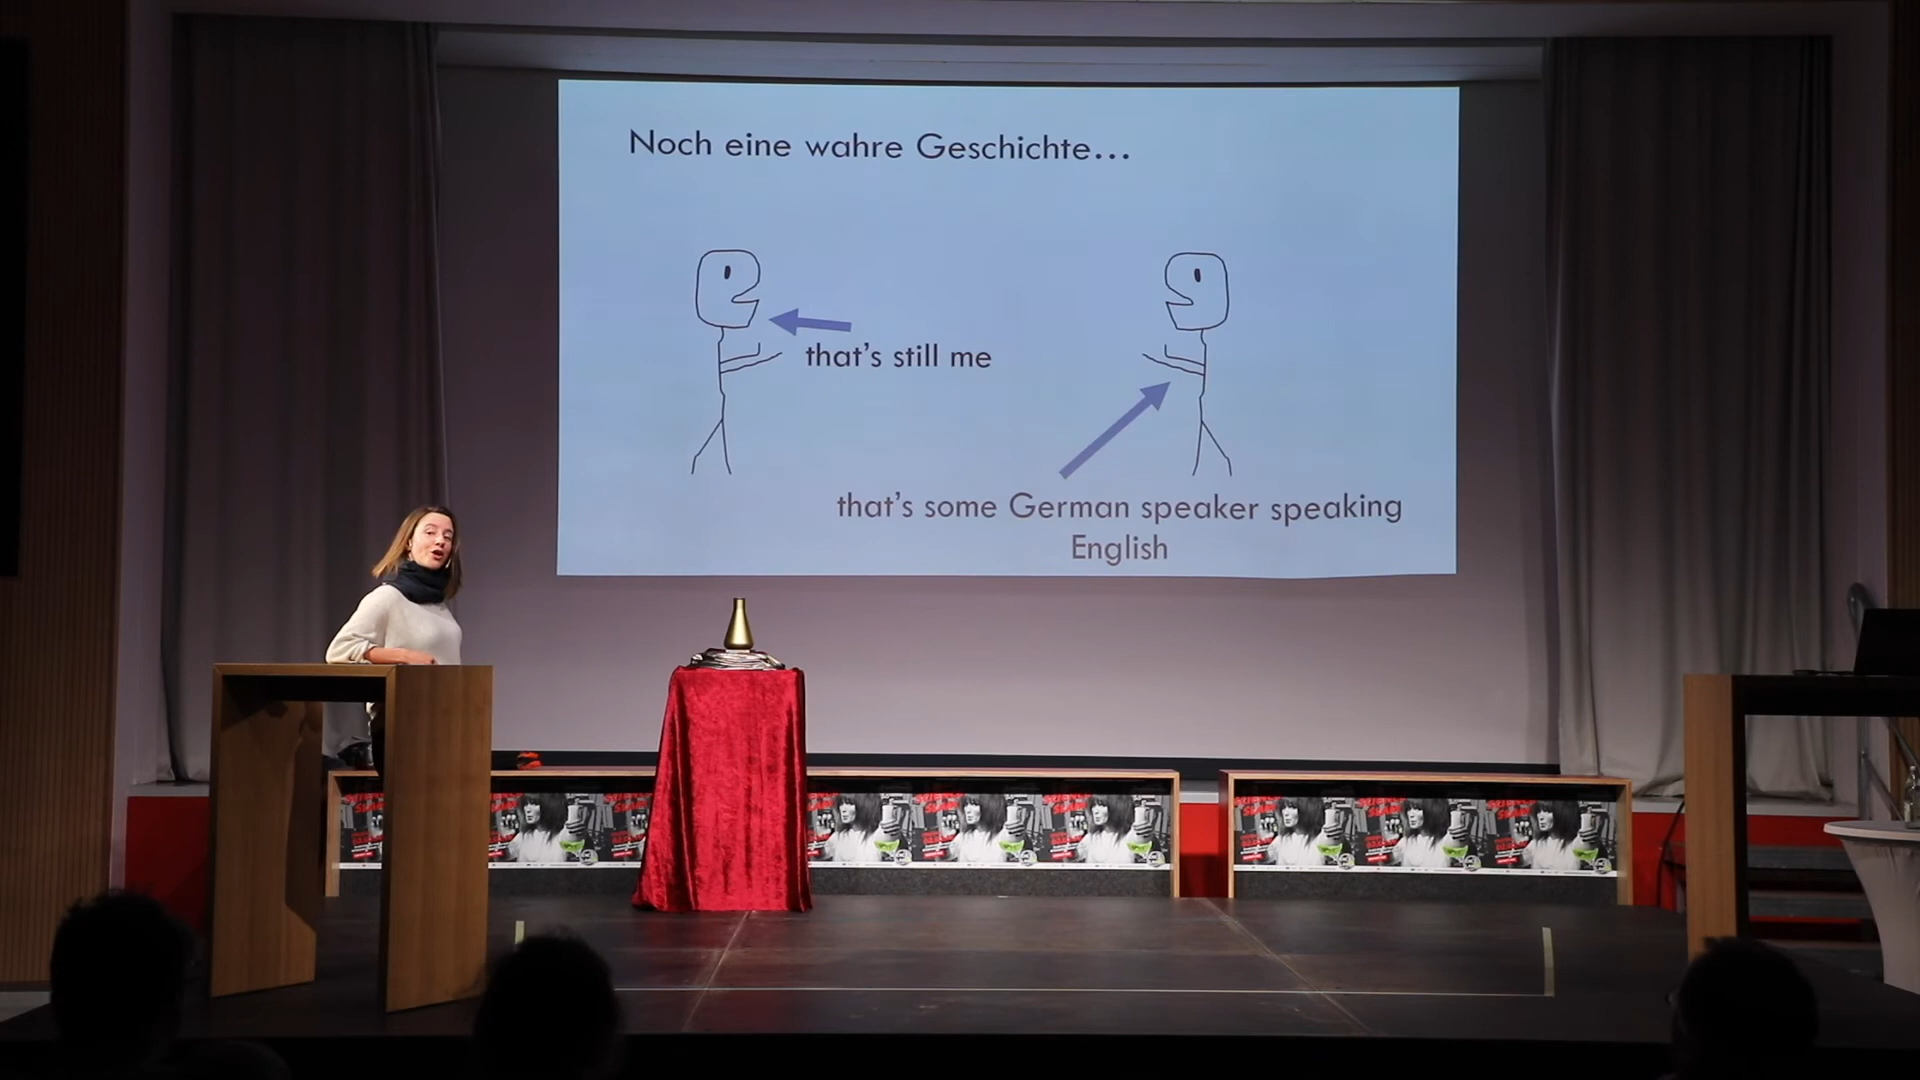 Noch eine wahre Geschichte...
that's still me
that's some German speaker speaking
English